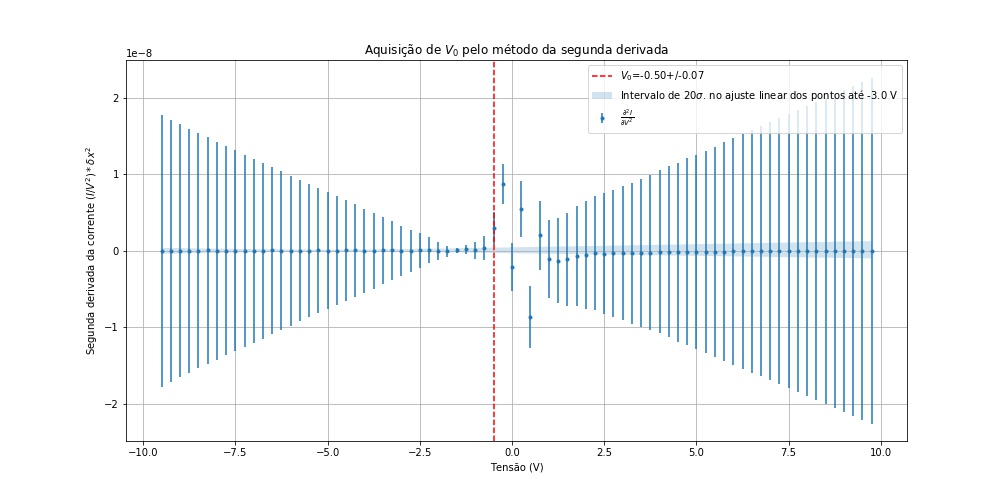 Aquisição de V₀ pelo método da segunda derivada
1e−8
V₀=-0.50+/-0.07
Intervalo de 20σ. no ajuste linear dos pontos até -3.0 V
∂²I/∂V²
Segunda derivada da corrente (I/V²)*δx²
2
1
0
−1
−2
−10.0 −7.5 −5.0 −2.5 0.0 2.5 5.0 7.5 10.0
Tensão (V)